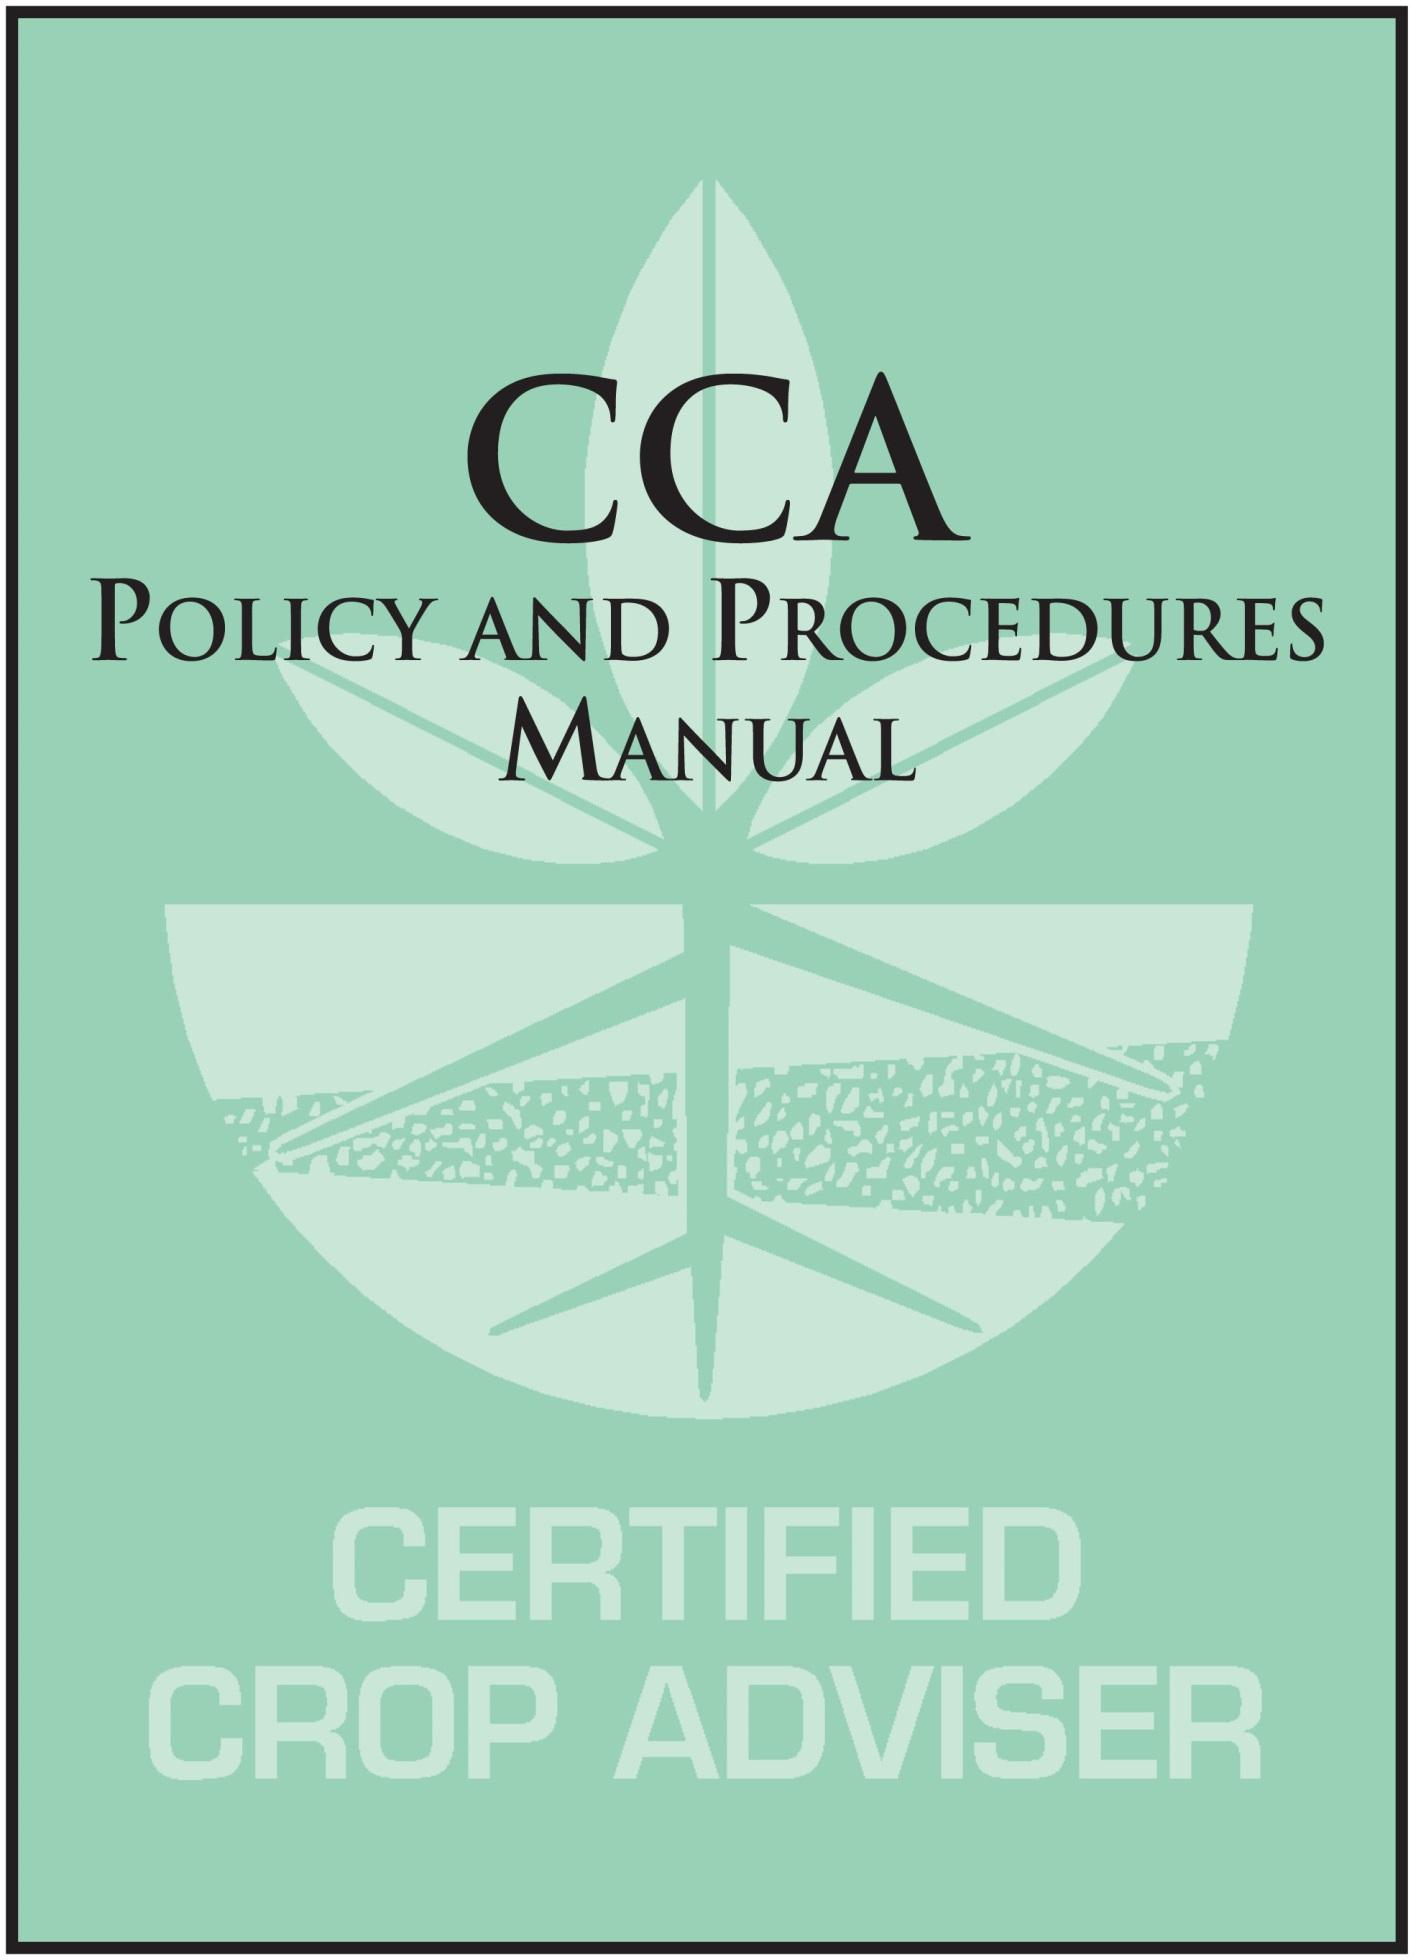 CCA
Policy and Procedures
Manual
CERTIFIED
CROP ADVISER